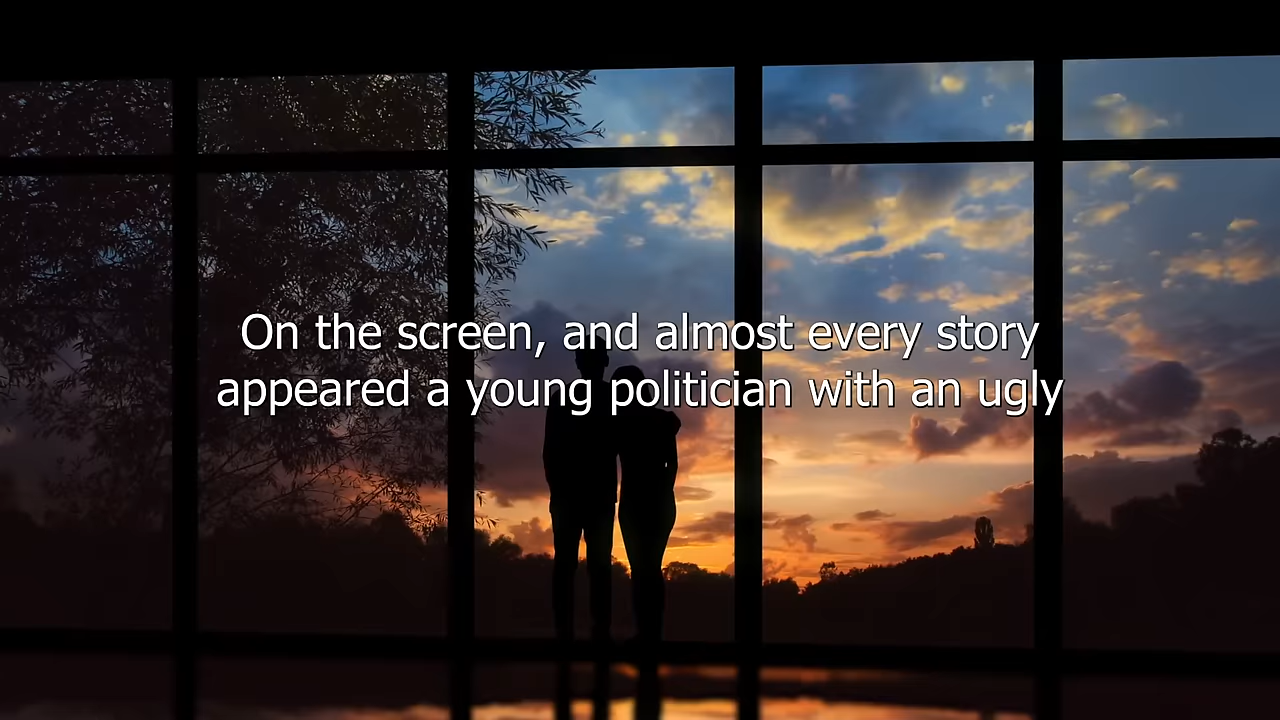 On the screen, and almost every story
appeared a young politician with an ugly